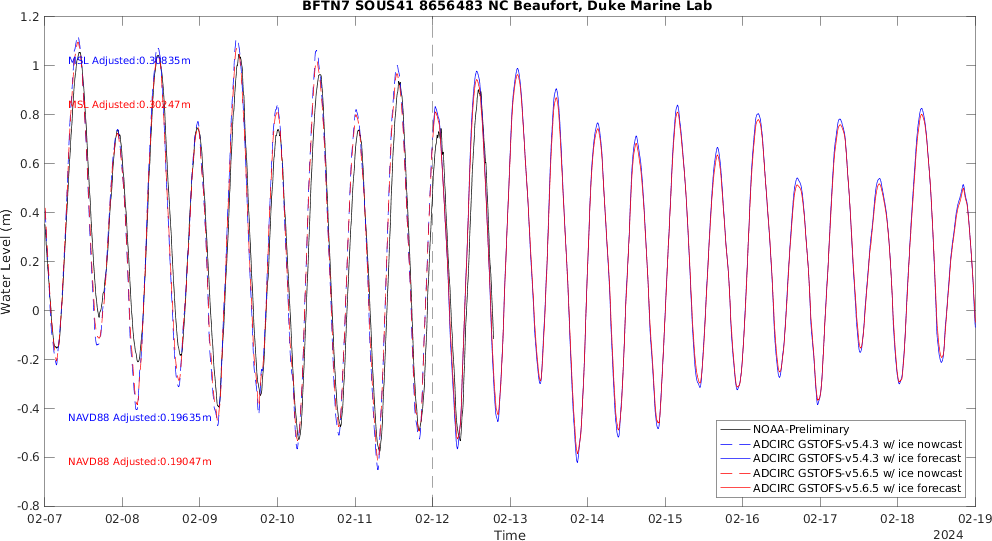 BFTN7 SOUS41 8656483 NC Beaufort, Duke Marine Lab
1.2
1
0.8
0.6
0.4
0.2
0
-0.2
-0.4
-0.6
-0.8
Water Level (m)
MSL Adjusted:0.30835m
MSL Adjusted:0.30247m
NAVD88 Adjusted:0.19635m
NAVD88 Adjusted:0.19047m
NOAA-Preliminary
ADCIRC GSTOFS-v5.4.3 w/ ice nowcast
ADCIRC GSTOFS-v5.4.3 w/ ice forecast
ADCIRC GSTOFS-v5.6.5 w/ ice nowcast
ADCIRC GSTOFS-v5.6.5 w/ ice forecast
02-07 02-08 02-09 02-10 02-11 02-12 02-13 02-14 02-15 02-16 02-17 02-18 02-19
Time
2024